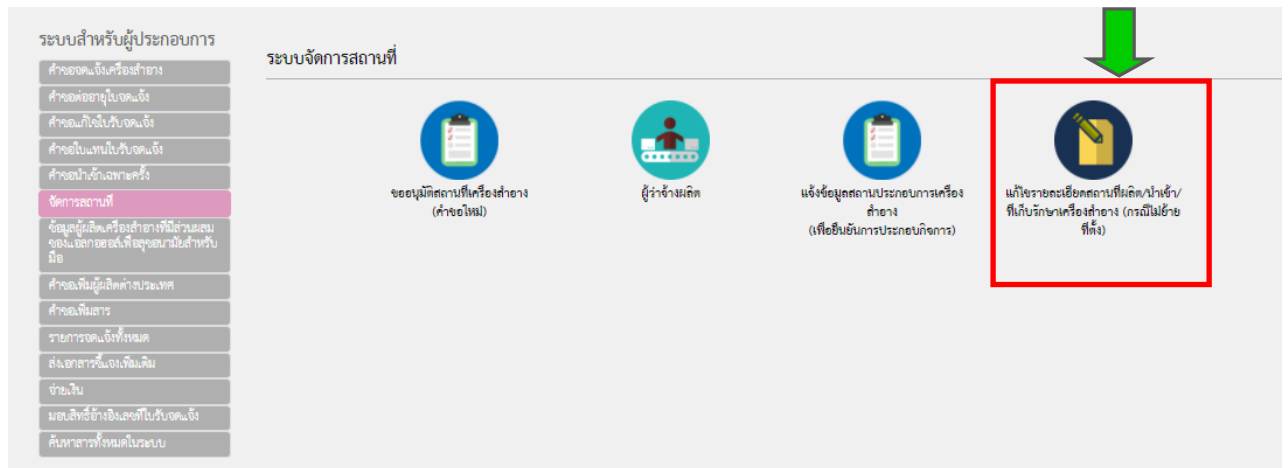 ระบบสำหรับผู้ประกอบการ
คำขอจดแจ้งเครื่องสำอาง
คำขอต่ออายุใบจดแจ้ง
คำขอแก้ไขใบรับจดแจ้ง
คำขอใบแทนใบรับจดแจ้ง
คำขอนำเข้าเฉพาะครั้ง
จัดการสถานที่
ข้อมูลผู้ผลิตเครื่องสำอางที่มีส่วนผสม
ของแอลกอฮอล์เพื่อสุขอนามัยสำหรับ
มือ
คำขอเพิ่มผู้ผลิตต่างประเทศ
คำขอเพิ่มสาร
รายการจดแจ้งทั้งหมด
ส่งเอกสารชี้แจงเพิ่มเติม
จ่ายเงิน
มอบสิทธิ์อ้างอิงเลขที่ใบรับจดแจ้ง
ค้นหาสารทั้งหมดในระบบ
ระบบจัดการสถานที่
ขออนุมัติสถานที่เครื่องสำอาง
(คำขอใหม่)
ผู้ว่าจ้างผลิต
แจ้งข้อมูลสถานประกอบการเครื่อง
สำอาง
(เพื่อยืนยันการประกอบกิจการ)
แก้ไขรายละเอียดสถานที่ผลิต/นำเข้า/
ที่เก็บรักษาเครื่องสำอาง (กรณีไม่ย้าย
ที่ตั้ง)